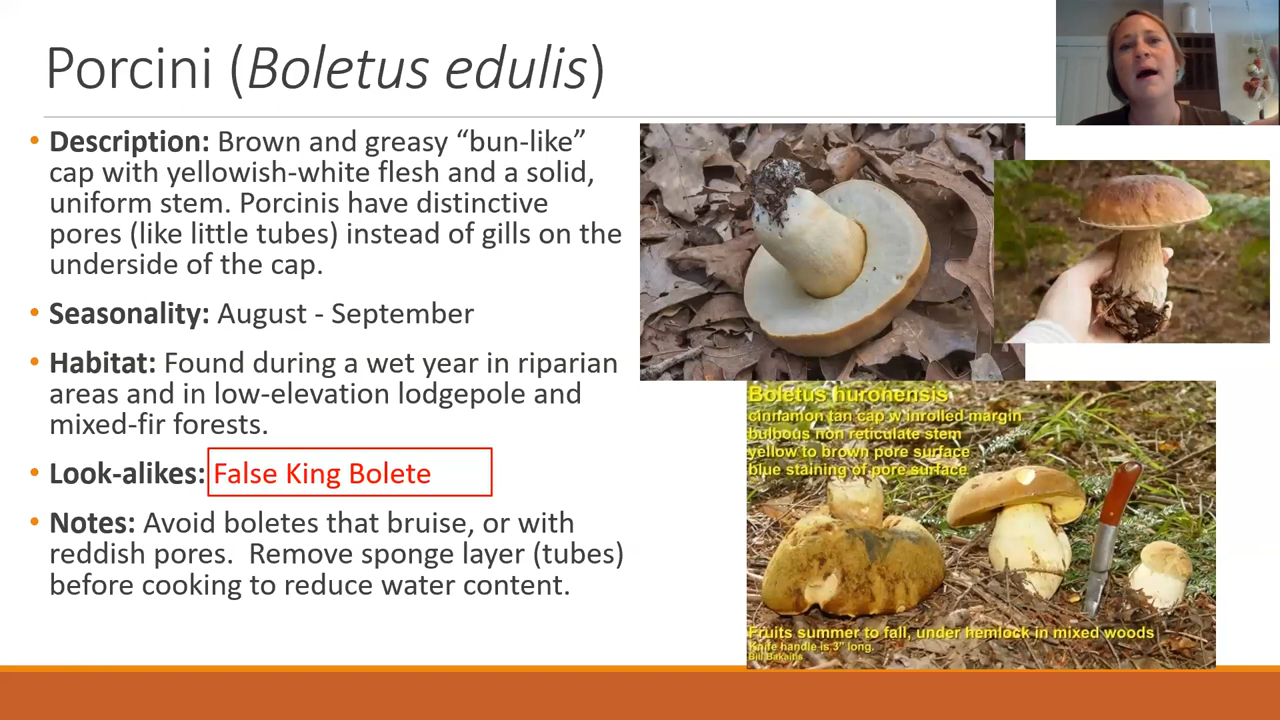 Porcini (Boletus edulis)
• Description: Brown and greasy “bun-like”
cap with yellowish-white flesh and a solid,
uniform stem. Porcinis have distinctive
pores (like little tubes) instead of gills on the
underside of the cap.
• Seasonality: August - September
• Habitat: Found during a wet year in riparian
areas and in low-elevation lodgepole and
mixed-fir forests.
• Look-alikes: False King Bolete
• Notes: Avoid boletes that bruise, or with
reddish pores.  Remove sponge layer (tubes)
before cooking to reduce water content.
Boletus huronensis
cinnamon tan cap w inrolled margin
bulbous non reticulate stem
yellow to brown pore surface
blue staining of pore surface
Fruits summer to fall, under hemlock in mixed woods
Knife handle is 3" long.
Bill Bakaitis